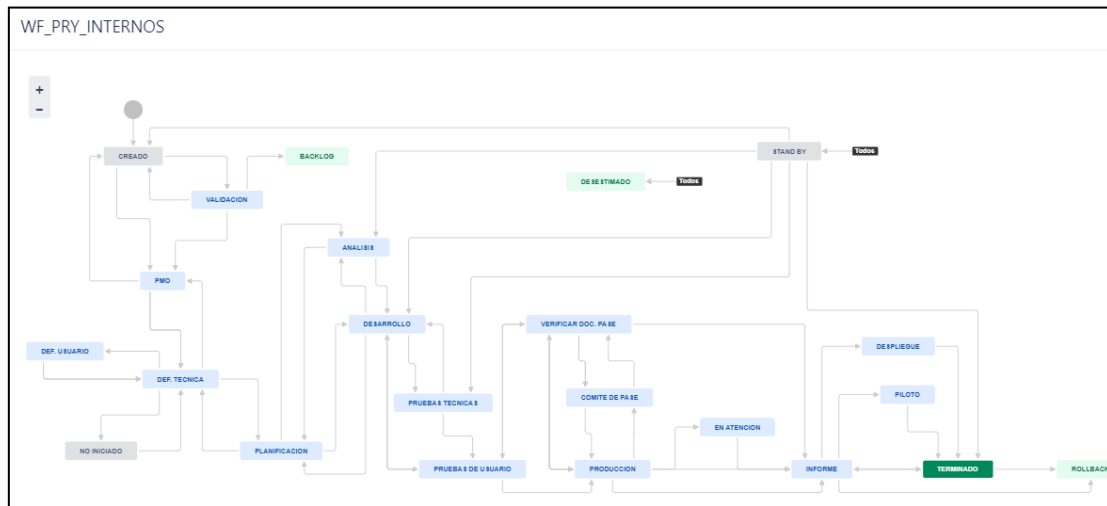 WF_PRY_INTERNOS
+
−
CREADO
BACKLOG
STAND BY
Todos
DESESTIMADO
Todos
VALIDACION
ANALISIS
PMO
DESARROLLO
VERIFICAR DOC. PASE
DEF. USUARIO
DESPLIEGUE
DEF. TECNICA
PRUEBAS TECNICAS
COMITE DE PASE
PILOTO
EN ATENCION
NO INICIADO
PLANIFICACION
PRUEBAS DE USUARIO
PRODUCCION
INFORME
TERMINADO
ROLLBACK